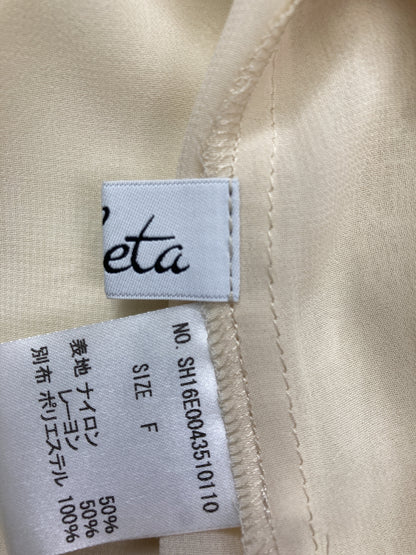 eta
NO. SH16E0043510110
SIZE F
表地 ナイロン 50%
レーヨン 50%
別布 ポリエステル 100%